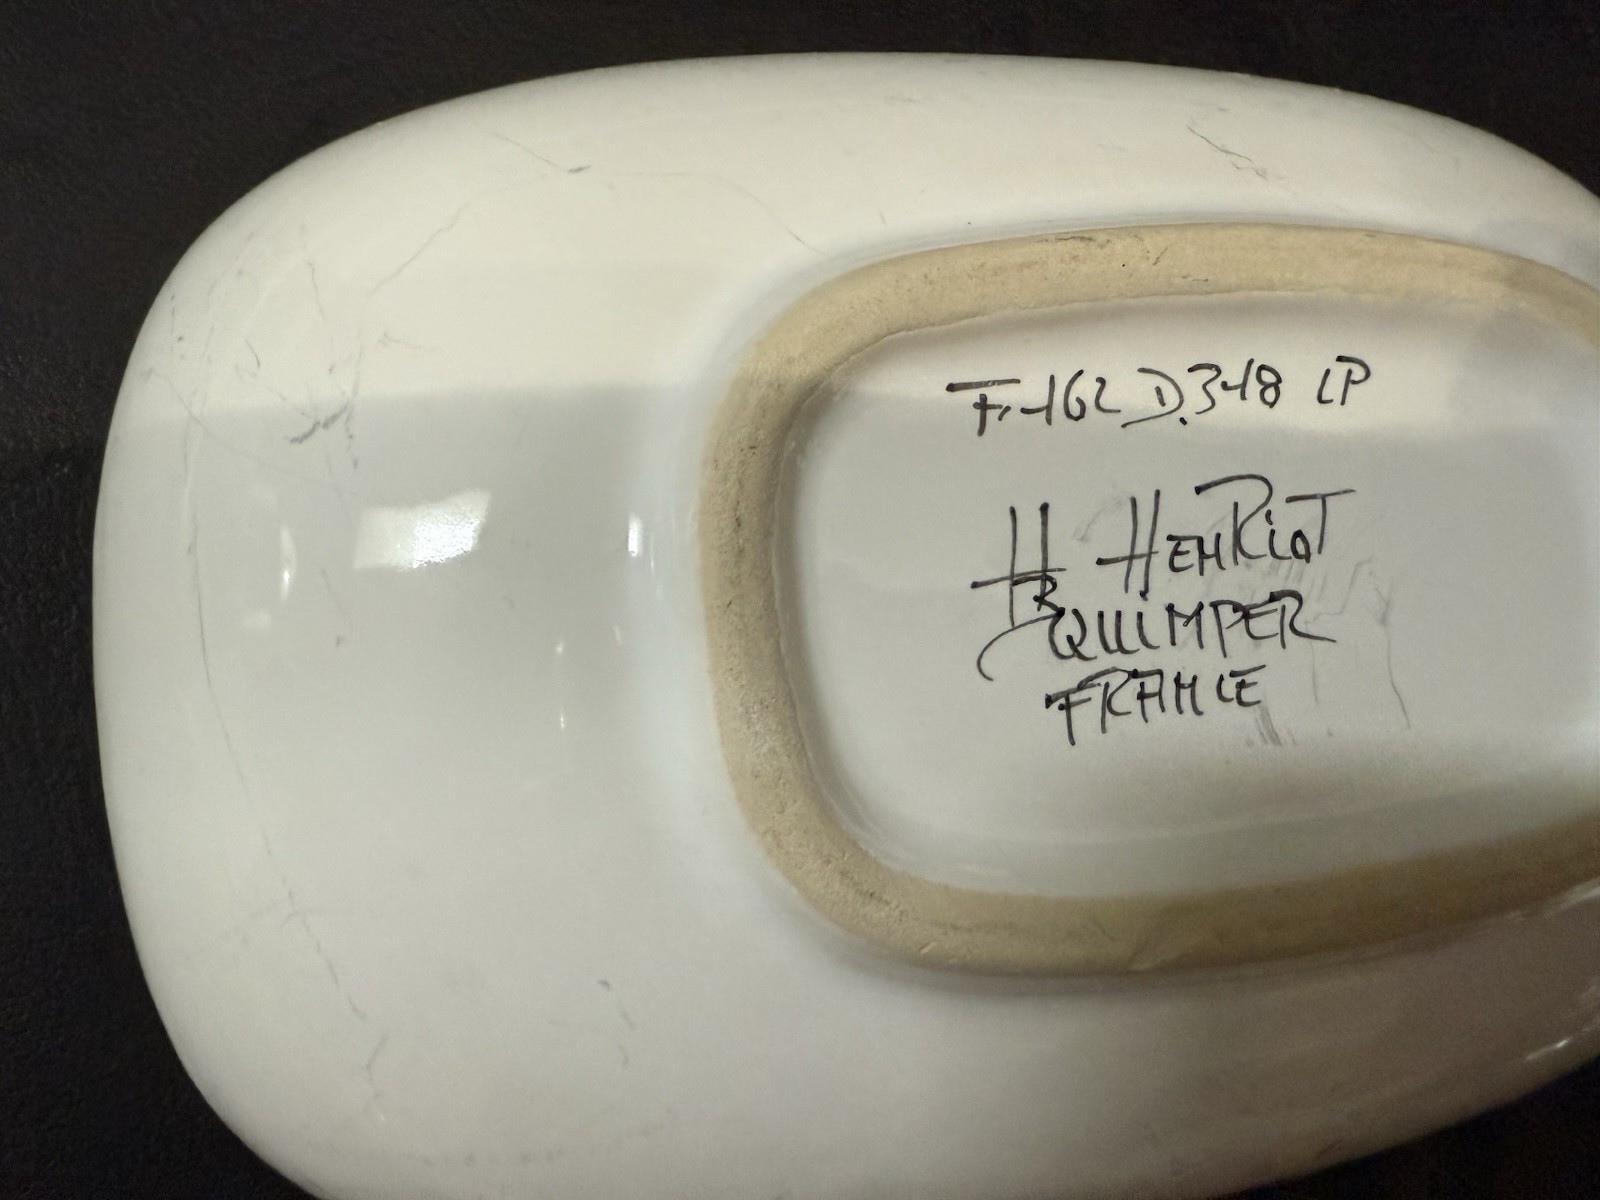 F.162 D.348 LP
HB HENRIOT
QUIMPER
FRANCE